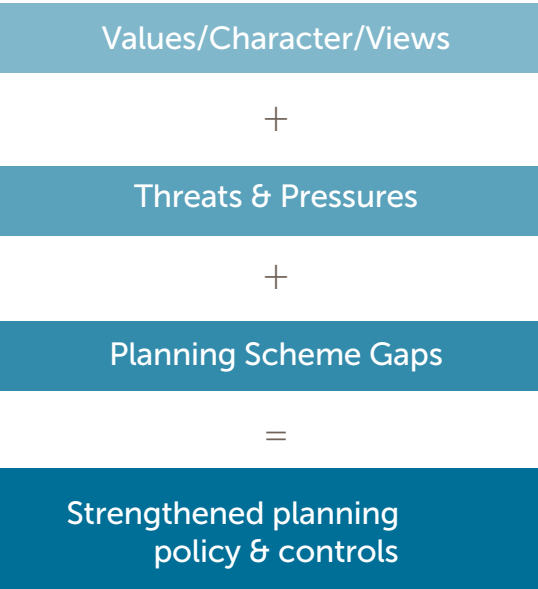 Values/Character/Views
+
Threats & Pressures
+
Planning Scheme Gaps
=
Strengthened planning
policy & controls